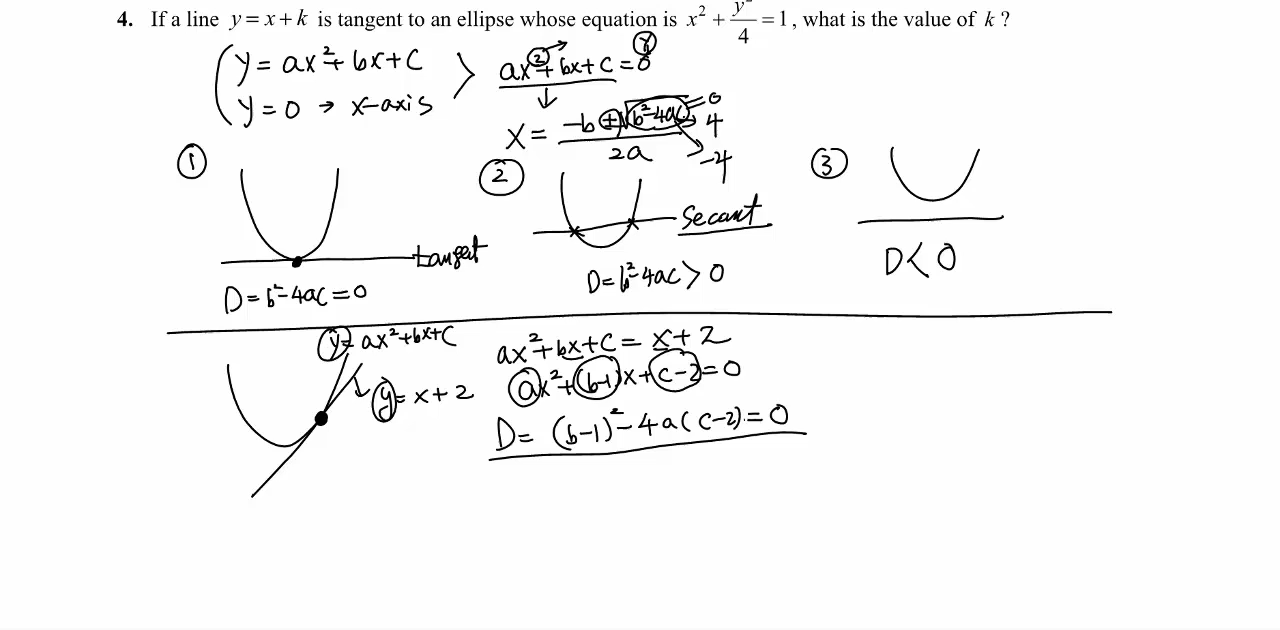 4. If a line y = x + k is tangent to an ellipse whose equation is x² + y²/4 = 1, what is the value of k ?
y = ax² + bx + c
y = 0 → x-axis
ax² + bx + c = 0
y
x = (-b ± √(b²-4ac)) / 2a
= 0
4
-4
①
tanget
D = b² - 4ac = 0
②
Secant
D = b² - 4ac > 0
③
D < 0
y = ax² + bx + c
y = x + 2
ax² + bx + c = x + 2
ax² + (b-1)x + c-2 = 0
D = (b-1)² - 4a(c-2) = 0